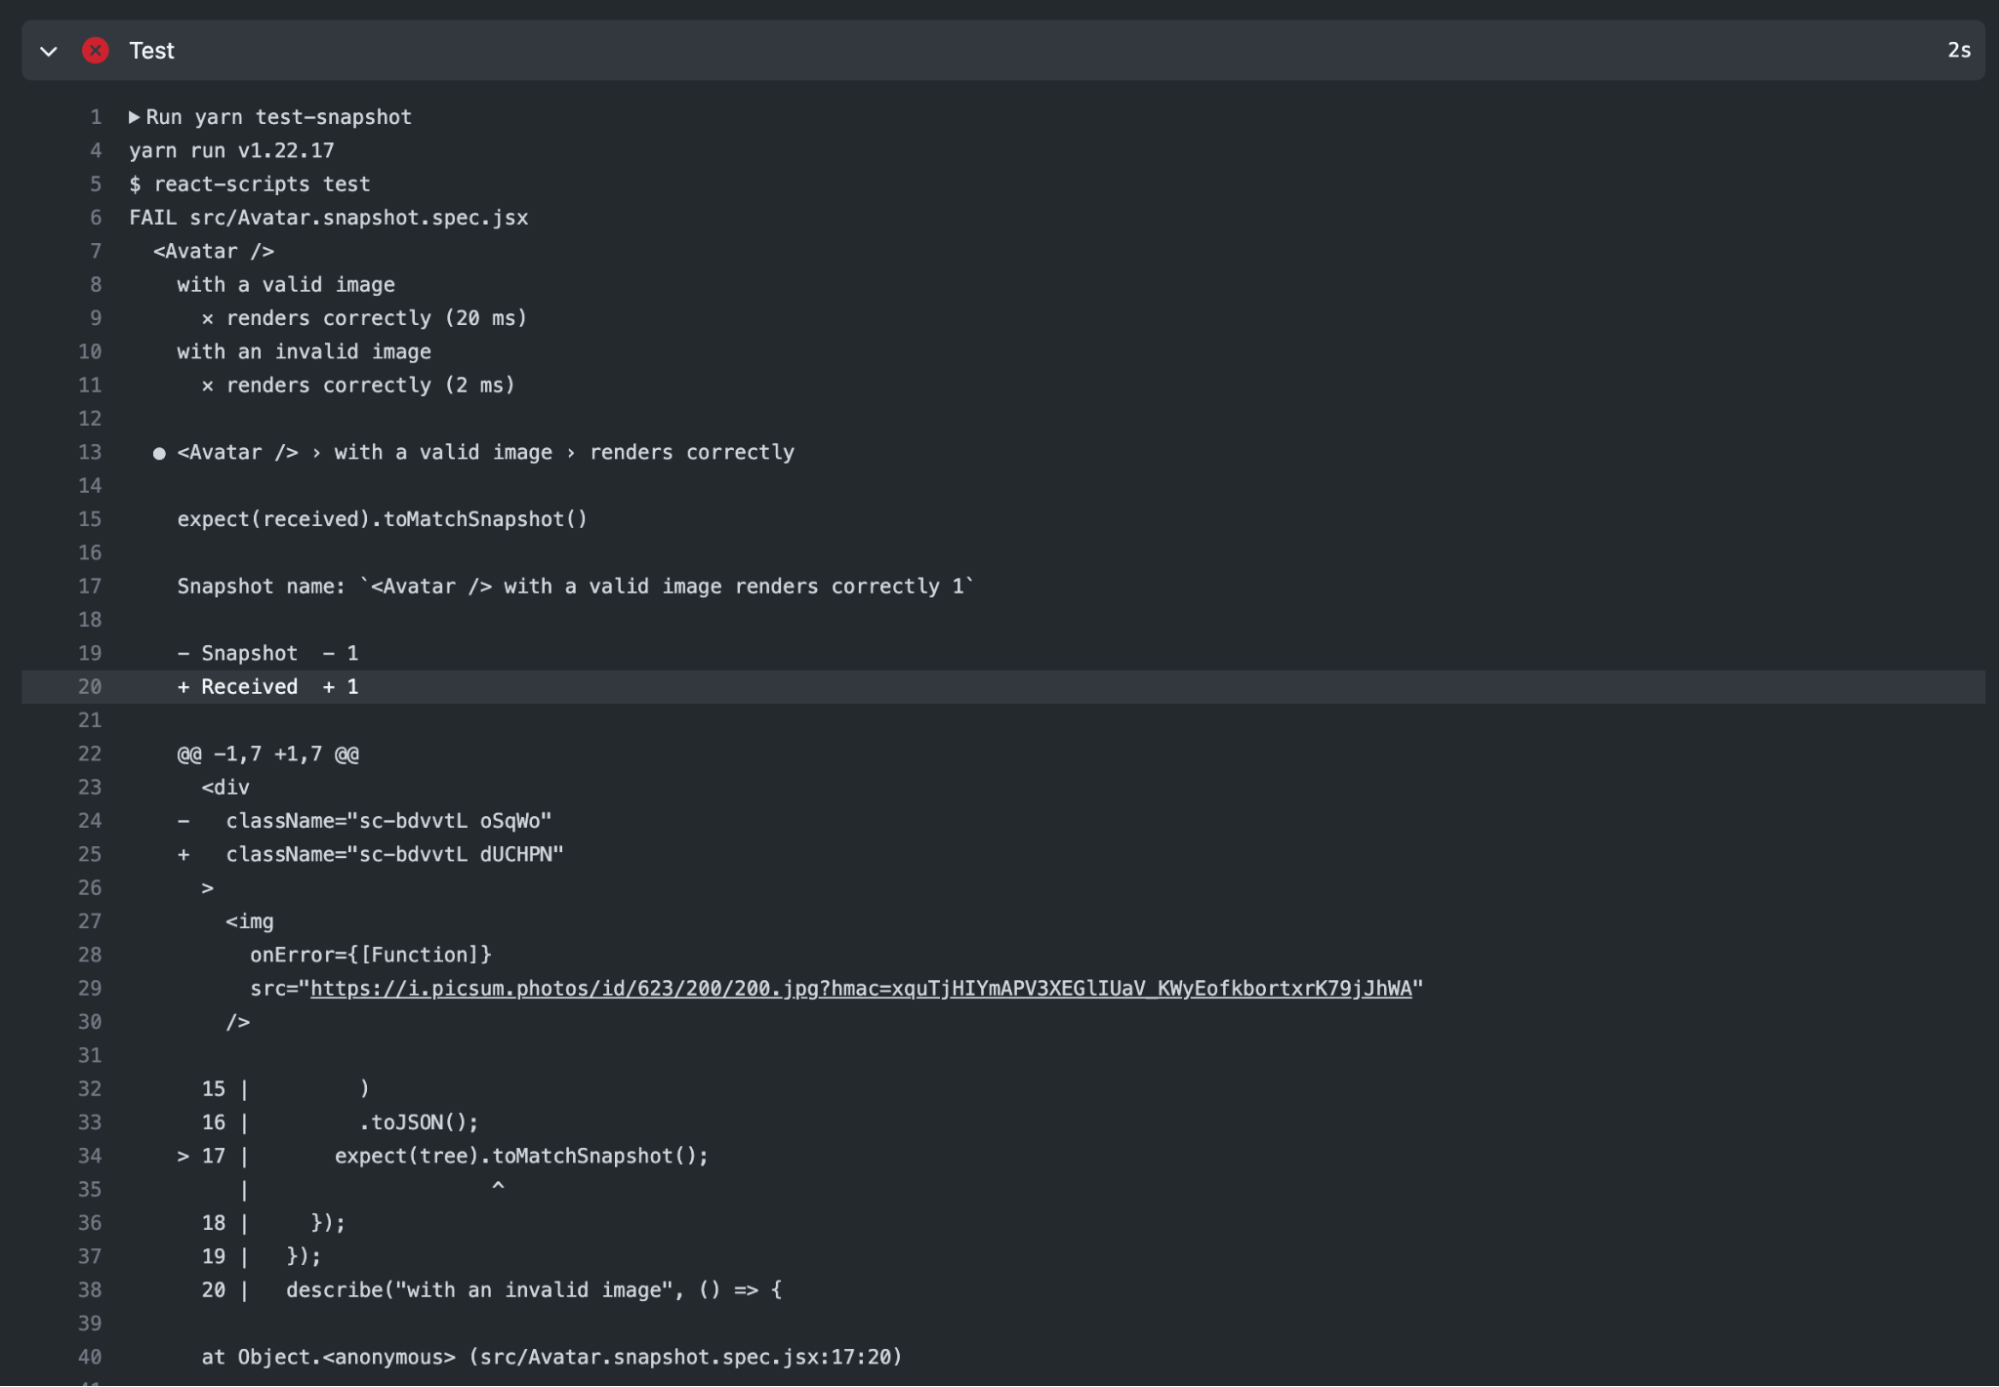 Test
2s
1 Run yarn test-snapshot
4 yarn run v1.22.17
5 $ react-scripts test
6 FAIL src/Avatar.snapshot.spec.jsx
7 <Avatar />
8 with a valid image
9 × renders correctly (20 ms)
10 with an invalid image
11 × renders correctly (2 ms)
12
13 ● <Avatar /> › with a valid image › renders correctly
14
15 expect(received).toMatchSnapshot()
16
17 Snapshot name: `<Avatar /> with a valid image renders correctly 1`
18
19 - Snapshot - 1
20 + Received + 1
21
22 @@ -1,7 +1,7 @@
23 <div
24 - className="sc-bdvvtL oSqWo"
25 + className="sc-bdvvtL dUCHPN"
26 >
27 <img
28 onError={[Function]}
29 src="https://i.picsum.photos/id/623/200/200.jpg?hmac=xquTjHIYmAPV3XEGlIUaV_KWyEofkbortxrK79jJhWA"
30 />
31
32 15 | )
33 16 | .toJSON();
34 > 17 | expect(tree).toMatchSnapshot();
35 | ^
36 18 | });
37 19 | });
38 20 | describe("with an invalid image", () => {
39
40 at Object.<anonymous> (src/Avatar.snapshot.spec.jsx:17:20)